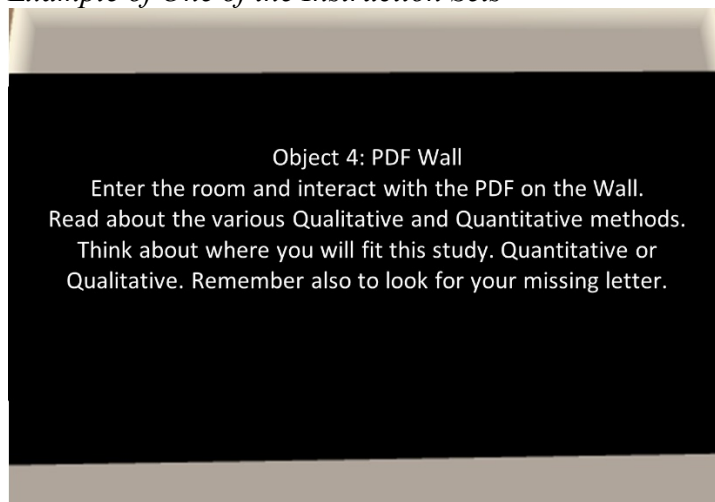 Example of One of the Instruction Sets
Object 4: PDF Wall
Enter the room and interact with the PDF on the Wall.
Read about the various Qualitative and Quantitative methods.
Think about where you will fit this study. Quantitative or
Qualitative. Remember also to look for your missing letter.